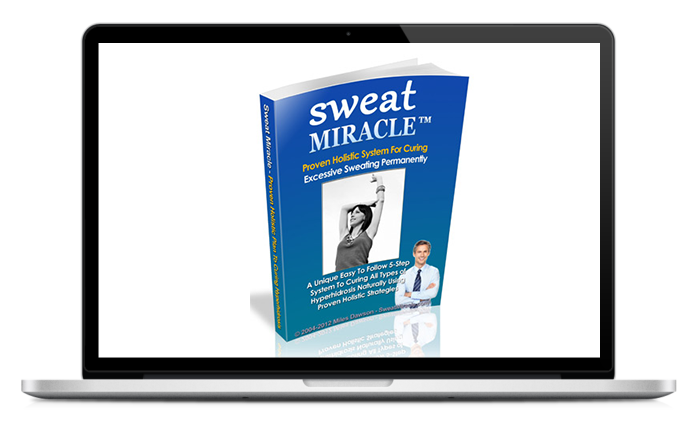 sweat
MIRACLE™
Proven Holistic System For Curing
Excessive Sweating Permanently
A Unique Easy To Follow 5-Step
System To Curing All Types of
Hyperhidrosis Naturally Using
Proven Holistic Strategies
© 2004-2012 Miles Dawson -
Sweat Miracle - Proven Holistic Plan To Curing Hyperhidrosis